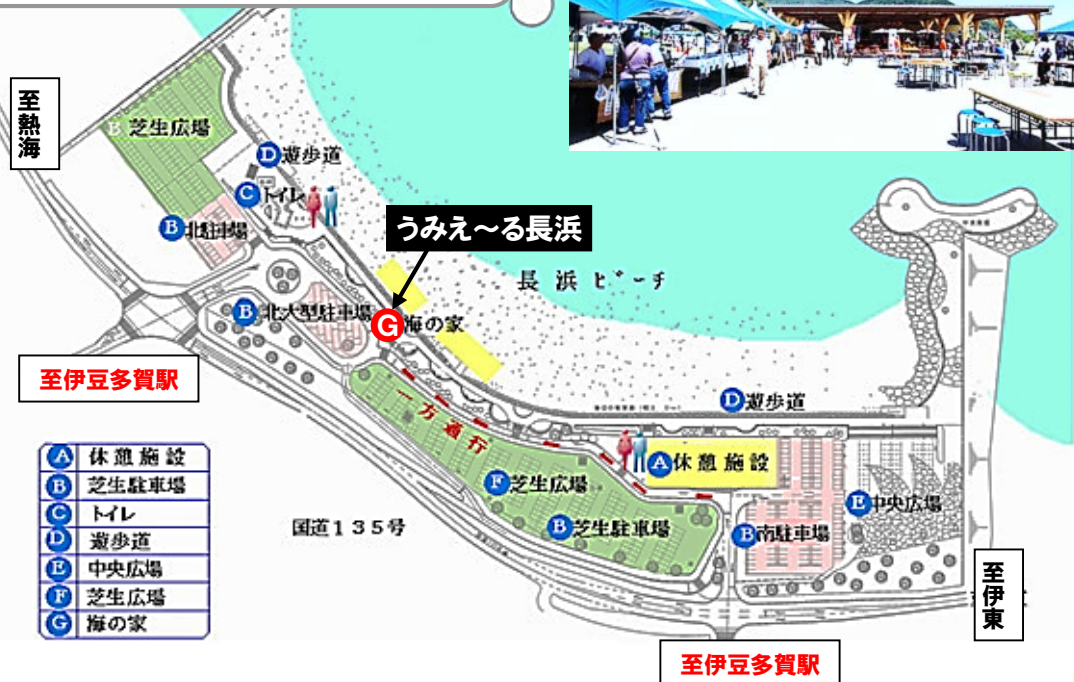 至熱海
B 芝生広場
D 遊歩道
C トイレ
B 北駐車場
うみえ~る長浜
長浜ビーチ
B 北大型駐車場
G 海の家
至伊豆多賀駅
一方通行
D 遊歩道
A 休憩施設
F 芝生広場
B 芝生駐車場
E 中央広場
B 南駐車場
国道135号
A 休憩施設
B 芝生駐車場
C トイレ
D 遊歩道
E 中央広場
F 芝生広場
G 海の家
至伊東
至伊豆多賀駅